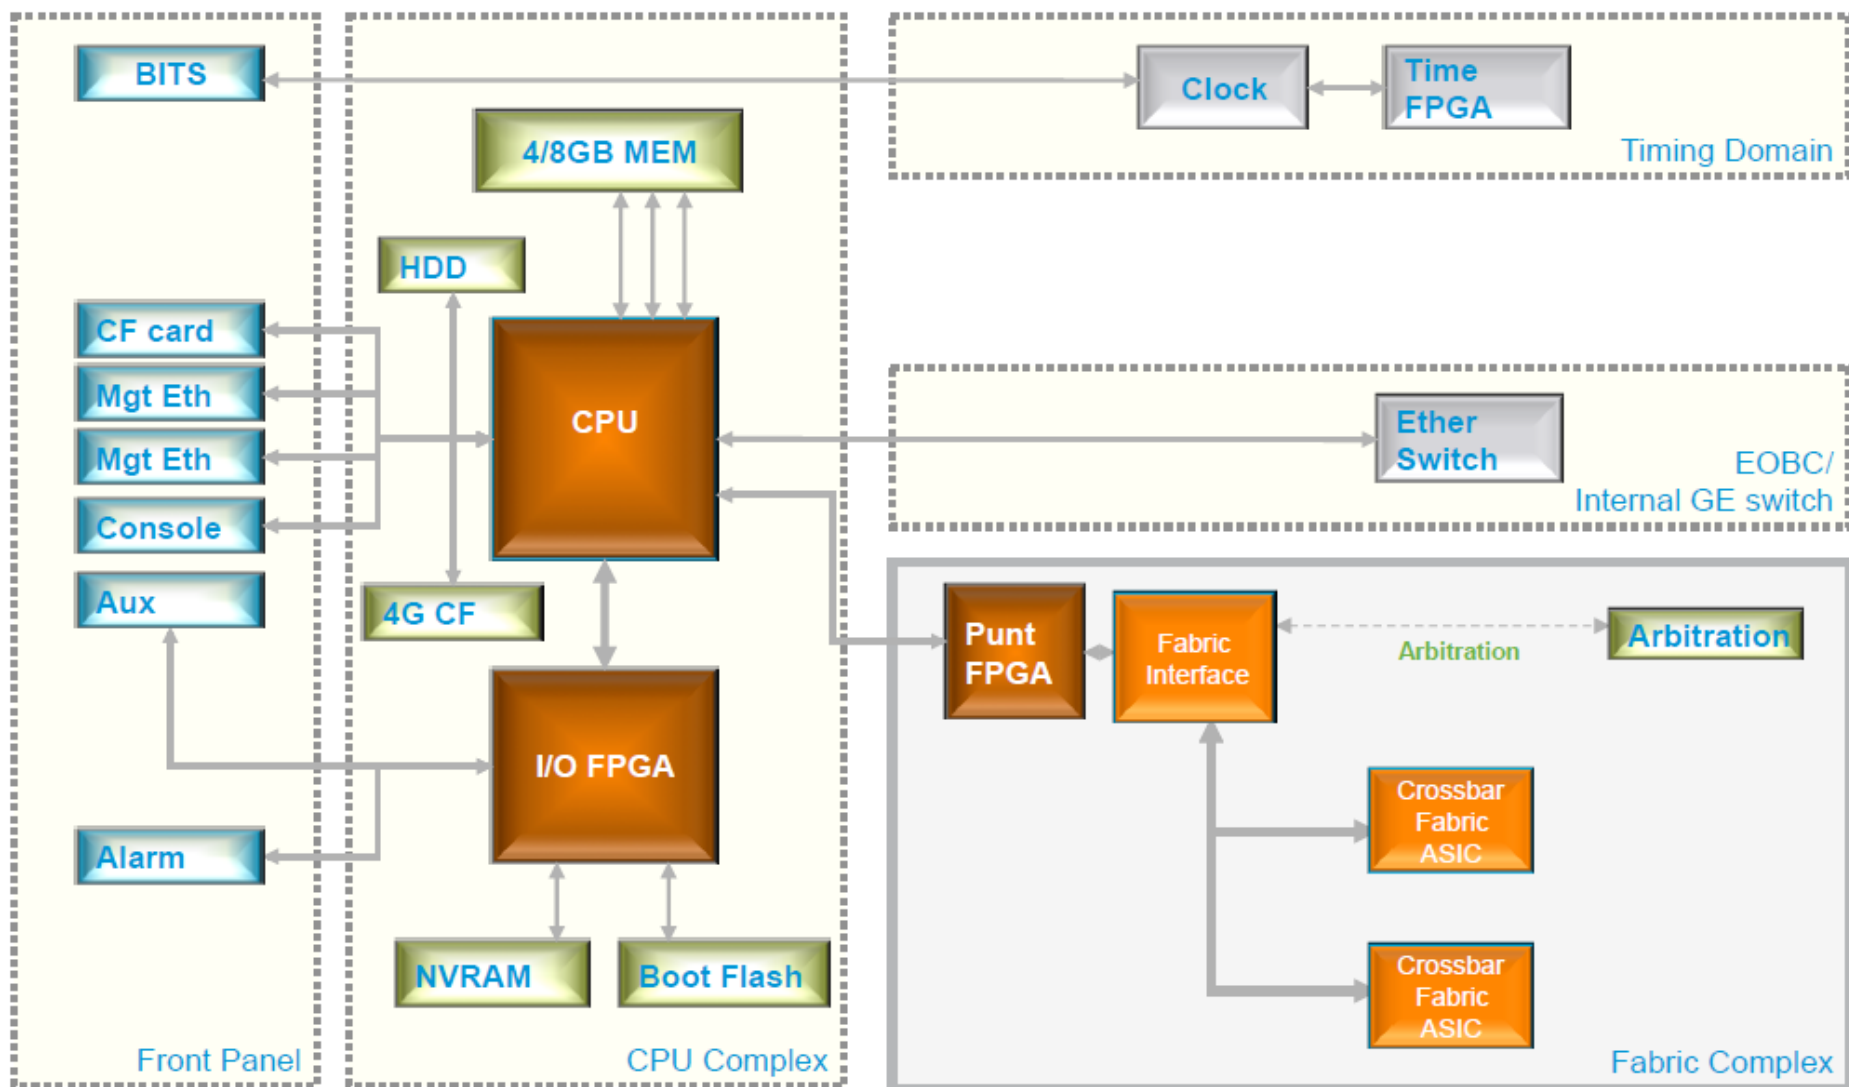 BITS
CF card
Mgt Eth
Mgt Eth
Console
Aux
Alarm
Front Panel
4/8GB MEM
HDD
CPU
4G CF
I/O FPGA
NVRAM
Boot Flash
CPU Complex
Clock
Time
FPGA
Timing Domain
Ether
Switch
EOBC/
Internal GE switch
Punt
FPGA
Fabric
Interface
Arbitration
Arbitration
Crossbar
Fabric
ASIC
Crossbar
Fabric
ASIC
Fabric Complex